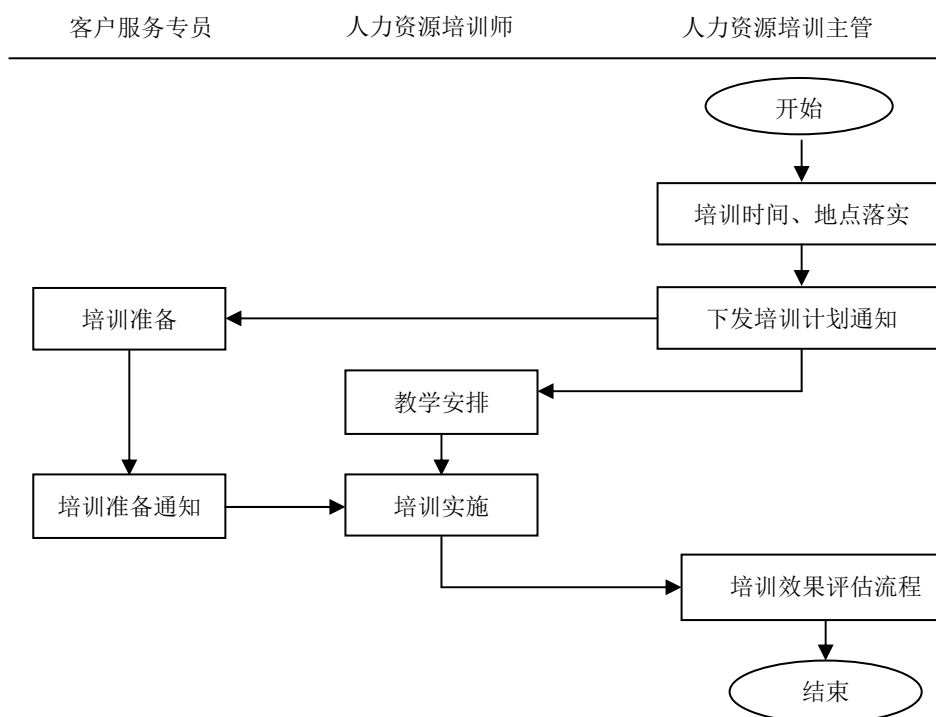 客户服务专员
人力资源培训师
人力资源培训主管
开始
培训时间、地点落实
培训准备
下发培训计划通知
教学安排
培训准备通知
培训实施
培训效果评估流程
结束